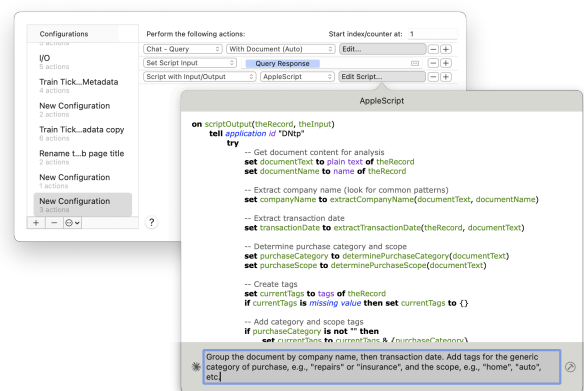 Configurations
Perform the following actions:
Start index/counter at: 1
3 actions
Chat - Query
With Document (Auto)
Edit...
I/O
5 actions
Set Script Input
Query Response
Script with Input/Output
AppleScript
Edit Script...
Train Tick...Metadata
4 actions
New Configuration
2 actions
Train Tick...adata copy
6 actions
Rename t...b page title
2 actions
New Configuration
1 actions
New Configuration
3 actions
?
AppleScript
on scriptOutput(theRecord, theInput)
tell application id "DNtp"
try
-- Get document content for analysis
set documentText to plain text of theRecord
set documentName to name of theRecord
-- Extract company name (look for common patterns)
set companyName to extractCompanyName(documentText, documentName)
-- Extract transaction date
set transactionDate to extractTransactionDate(theRecord, documentText)
-- Determine purchase category and scope
set purchaseCategory to determinePurchaseCategory(documentText)
set purchaseScope to determinePurchaseScope(documentText)
-- Create tags
set currentTags to tags of theRecord
if currentTags is missing value then set currentTags to {}
-- Add category and scope tags
if purchaseCategory is not "" then
set currentTags to currentTags & {purchaseCategory}
Group the document by company name, then transaction date. Add tags for the generic
category of purchase, e.g., "repairs" or "insurance", and the scope, e.g., "home", "auto",
etc.